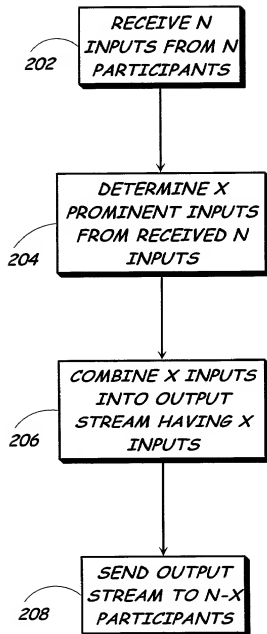 RECEIVE N
INPUTS FROM N
PARTICIPANTS
202
DETERMINE X
PROMINENT INPUTS
FROM RECEIVED N
INPUTS
204
COMBINE X INPUTS
INTO OUTPUT
STREAM HAVING X
INPUTS
206
SEND OUTPUT
STREAM TO N-X
PARTICIPANTS
208